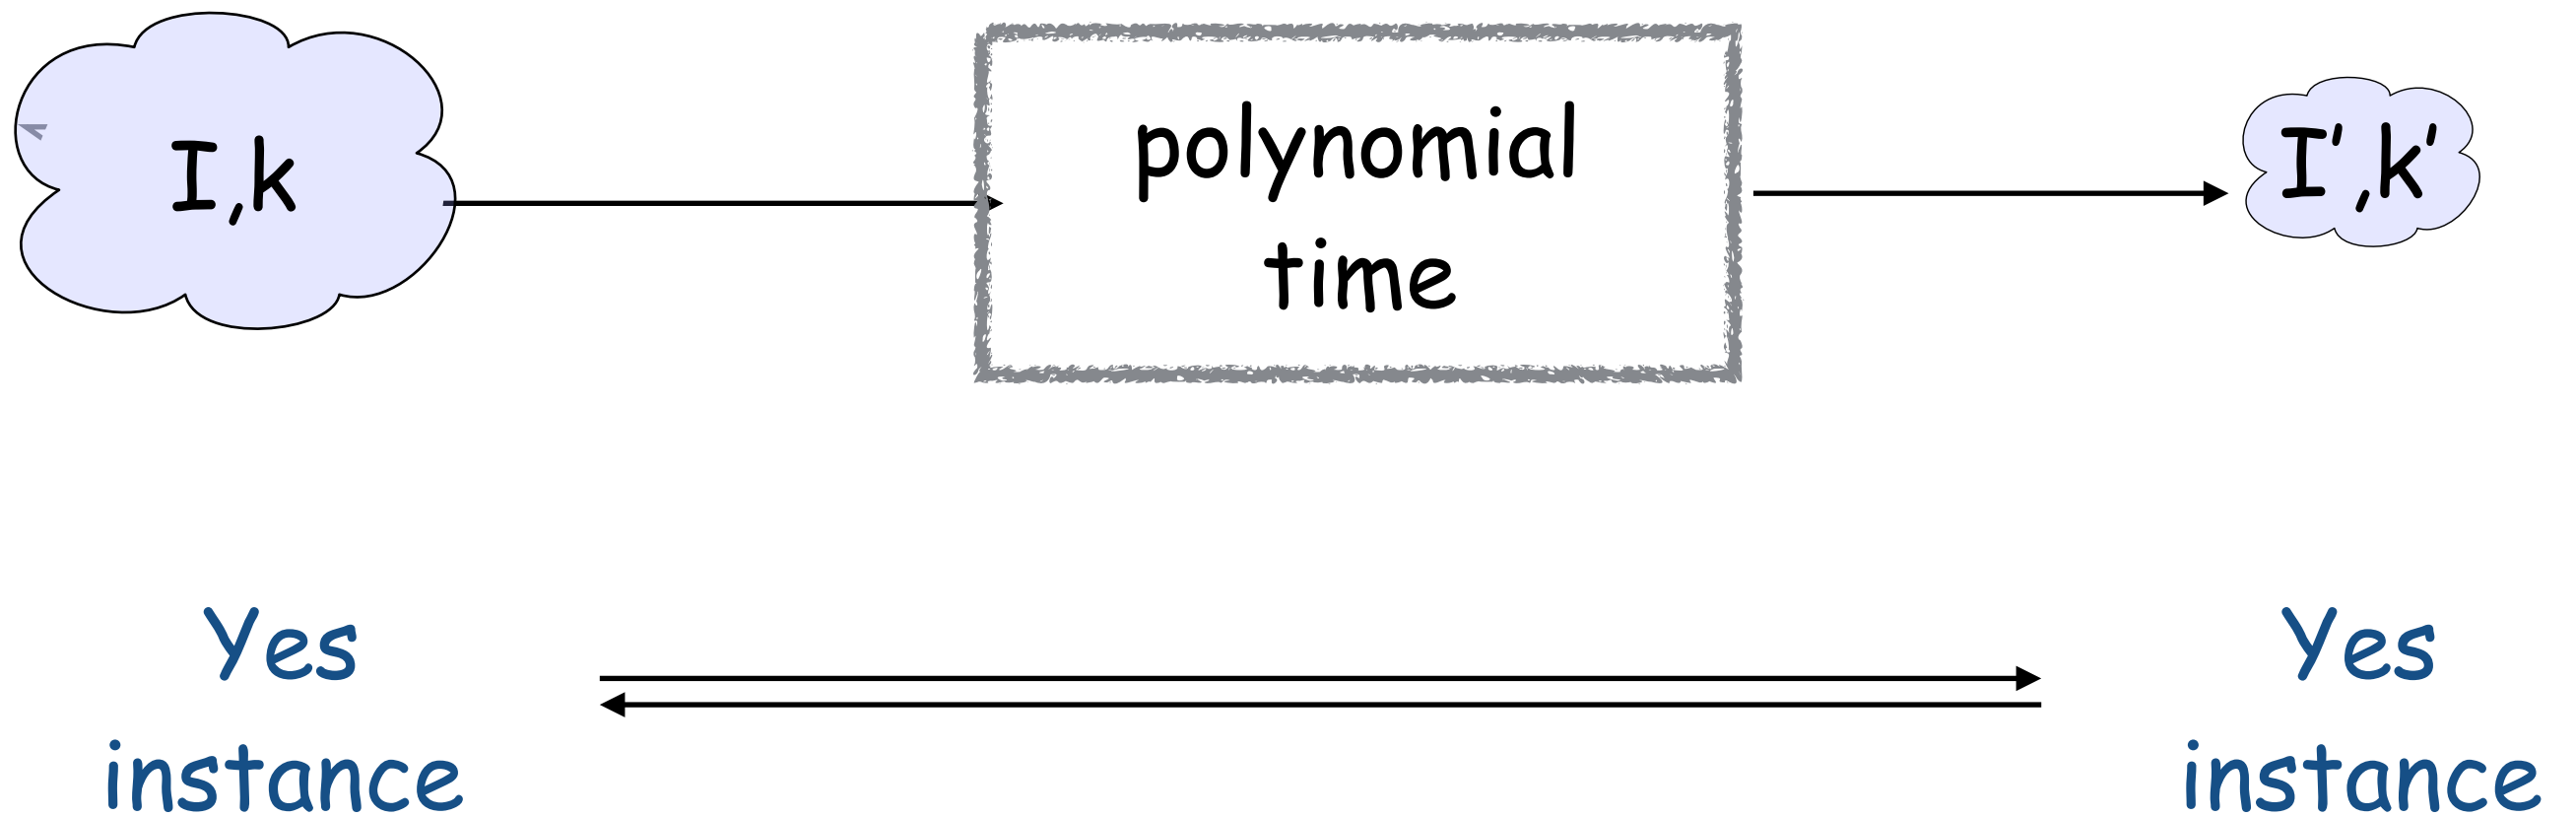 I,k
polynomial
time
I',k'
Yes
instance
Yes
instance